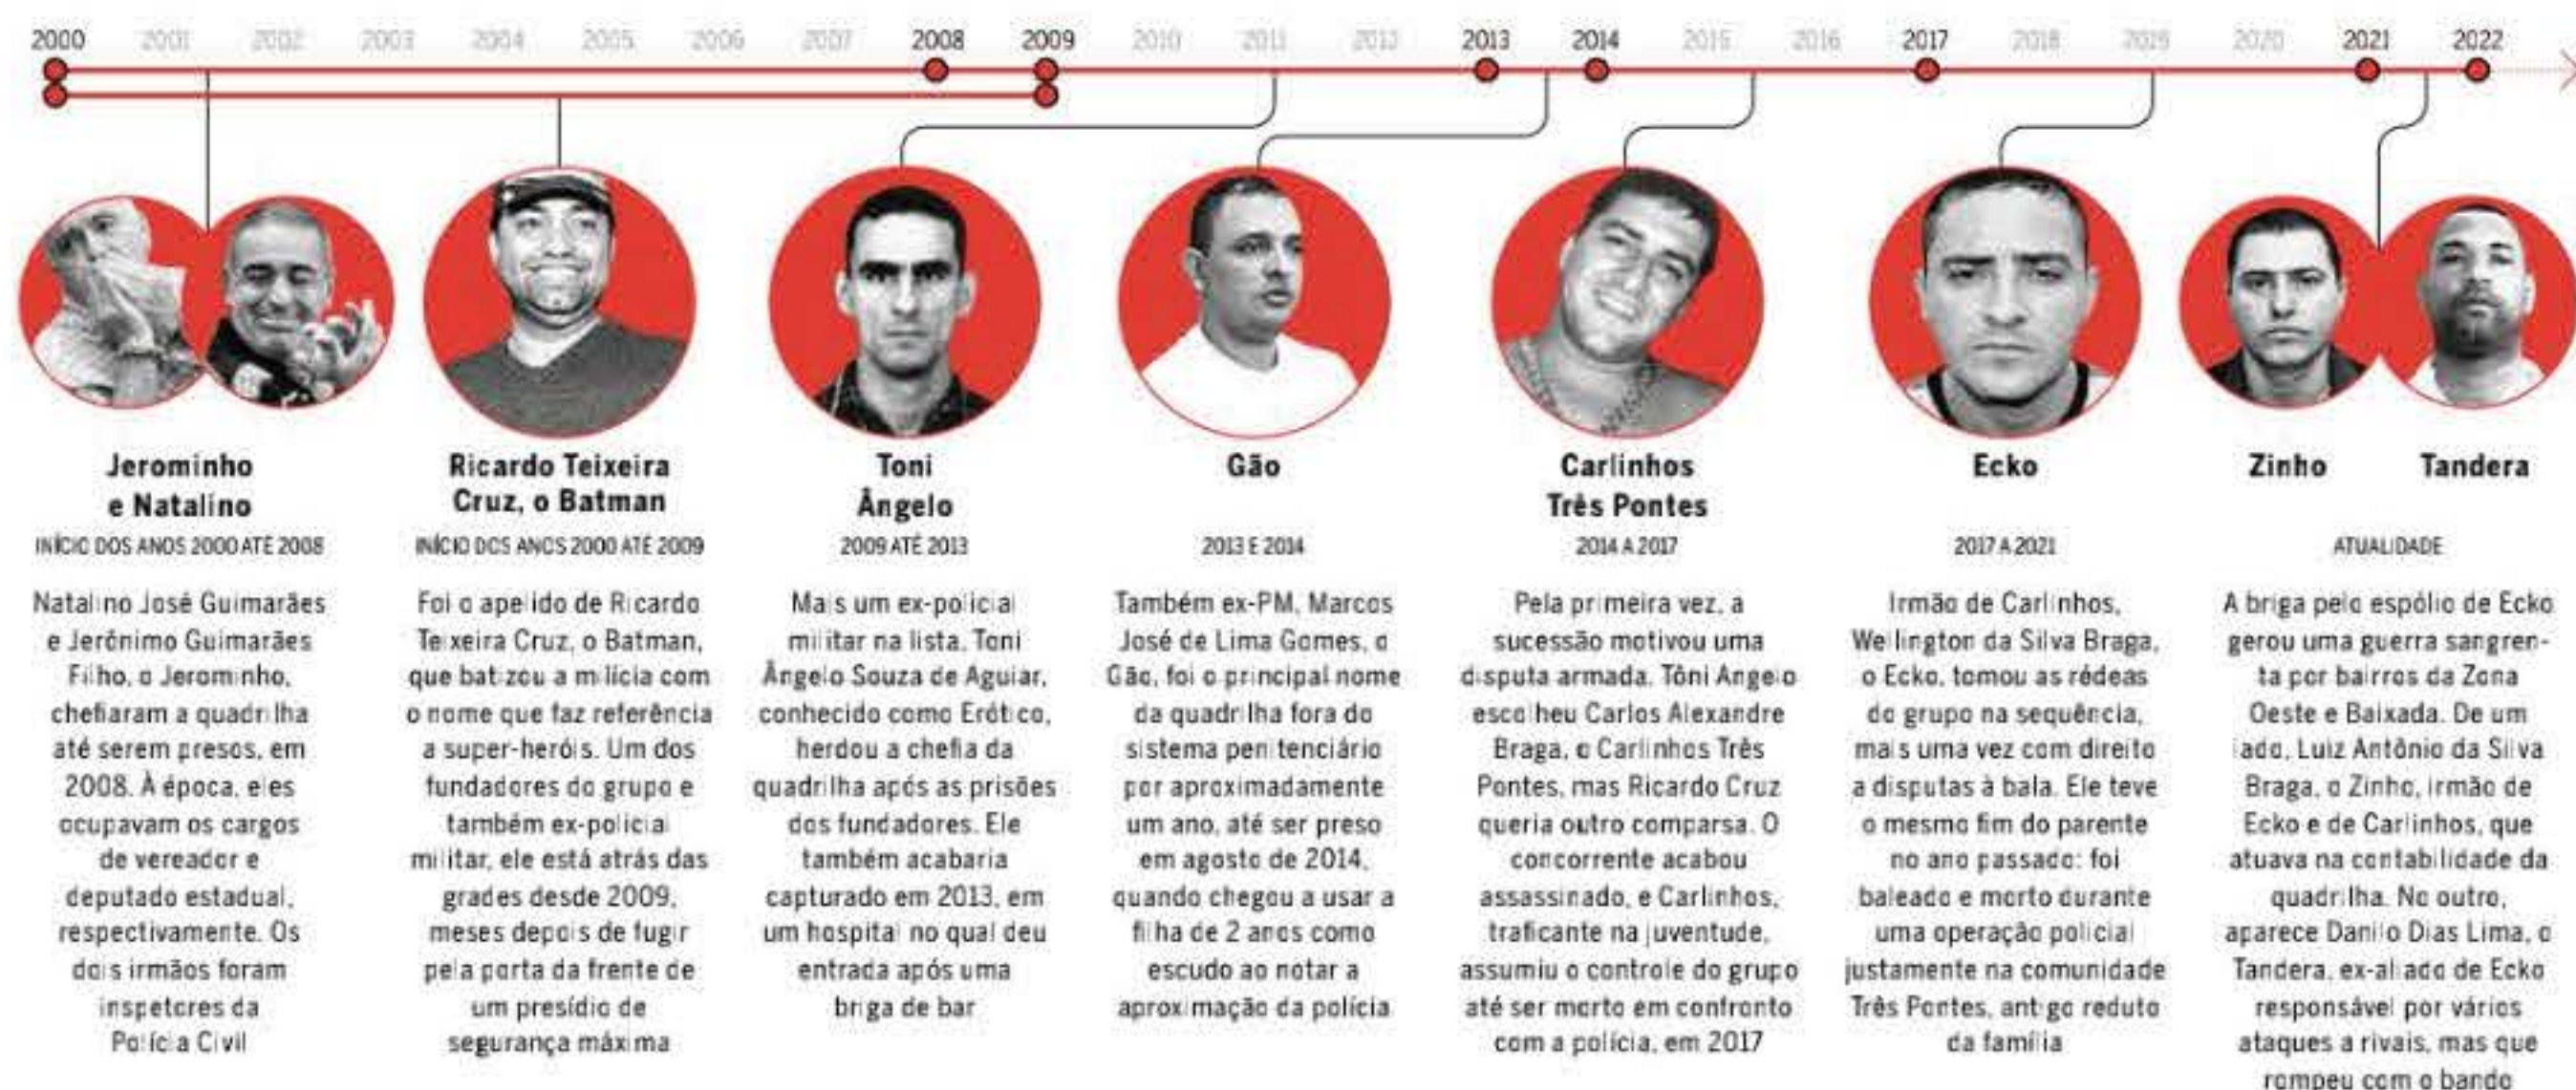 2000 2001 2002 2003 2004 2005 2006 2007 2008 2009 2010 2011 2012 2013 2014 2015 2016 2017 2018 2019 2020 2021 2022
Jerominho
e Natalino
INÍCIO DOS ANOS 2000 ATÉ 2008
Natalino José Guimarães
e Jerônimo Guimarães
Filho, o Jerominho,
chefiaram a quadrilha
até serem presos, em
2008. À época, eles
ocupavam os cargos
de vereador e
deputado estadual,
respectivamente. Os
dois irmãos foram
inspetores da
Polícia Civil
Ricardo Teixeira
Cruz, o Batman
INÍCIO DOS ANOS 2000 ATÉ 2009
Foi o apelido de Ricardo
Teixeira Cruz, o Batman,
que batizou a milícia com
o nome que faz referência
a super-heróis. Um dos
fundadores do grupo e
também ex-policial
militar, ele está atrás das
grades desde 2009,
meses depois de fugir
pela porta da frente de
um presídio de
segurança máxima
Toni
Ângelo
2009 ATÉ 2013
Mais um ex-policial
militar na lista, Toni
Ângelo Souza de Aguiar,
conhecido como Erótico,
herdou a chefia da
quadrilha após as prisões
dos fundadores. Ele
também acabaria
capturado em 2013, em
um hospital no qual deu
entrada após uma
briga de bar
Gão
2013 E 2014
Também ex-PM, Marcos
José de Lima Gomes, o
Gão, foi o principal nome
da quadrilha fora do
sistema penitenciário
por aproximadamente
um ano, até ser preso
em agosto de 2014,
quando chegou a usar a
filha de 2 anos como
escudo ao notar a
aproximação da polícia
Carlinhos
Três Pontes
2014 A 2017
Pela primeira vez, a
sucessão motivou uma
disputa armada. Tôni Angelo
escolheu Carlos Alexandre
Braga, o Carlinhos Três
Pontes, mas Ricardo Cruz
queria outro comparsa. O
concorrente acabou
assassinado, e Carlinhos,
traficante na juventude,
assumiu o controle do grupo
até ser morto em confronto
com a polícia, em 2017
Ecko
2017 A 2021
Irmão de Carlinhos,
Wellington da Silva Braga,
o Ecko, tomou as rédeas
do grupo na sequência,
mais uma vez com direito
a disputas à bala. Ele teve
o mesmo fim do parente
no ano passado: foi
baleado e morto durante
uma operação policial
justamente na comunidade
Três Pontes, antigo reduto
da família
Zinho Tandera
ATUALIDADE
A briga pelo espólio de Ecko
gerou uma guerra sangren-
ta por bairros da Zona
Oeste e Baixada. De um
lado, Luiz Antônio da Silva
Braga, o Zinho, irmão de
Ecko e de Carlinhos, que
atuava na contabilidade da
quadrilha. No outro,
aparece Danilo Dias Lima, o
Tandera, ex-aliado de Ecko
responsável por vários
ataques a rivais, mas que
rompeu com o bando